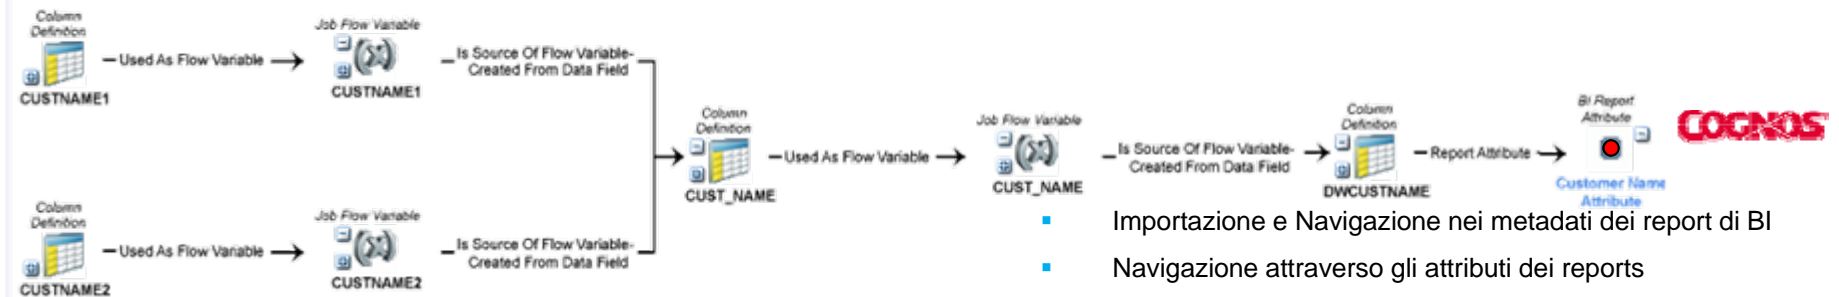 Column
Definition
CUSTNAME1
Used As Flow Variable
Job Flow Variable
CUSTNAME1
Is Source Of Flow Variable-
Created From Data Field
Column
Definition
CUSTNAME2
Used As Flow Variable
Job Flow Variable
CUSTNAME2
Is Source Of Flow Variable-
Created From Data Field
Column
Definition
CUST_NAME
Used As Flow Variable
Job Flow Variable
CUST_NAME
Is Source Of Flow Variable-
Created From Data Field
Column
Definition
DWCUSTNAME
Report Attribute
BI Report
Attribute
Customer Name
Attribute
COGNOS
Importazione e Navigazione nei metadati dei report di BI
Navigazione attraverso gli attributi dei reports